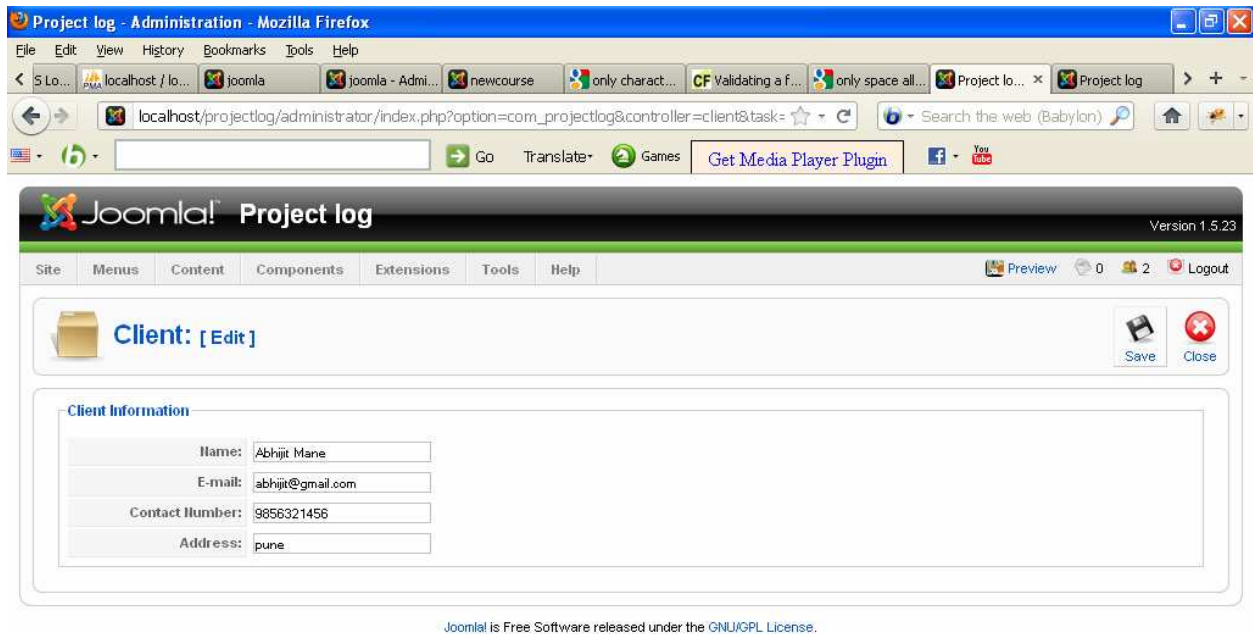 Project log - Administration - Mozilla Firefox
File Edit View History Bookmarks Tools Help
S Lo... localhost / lo... joomla joomla - Admi... newcourse only charact... CF Validating a f... only space all... Project lo... × Project log
localhost/projectlog/administrator/index.php?option=com_projectlog&controller=client&task= Search the web (Babylon)
Go Translate Games Get Media Player Plugin You Tube
Joomla! Project log
Version 1.5.23
Site Menus Content Components Extensions Tools Help Preview 0 2 Logout
Client: [ Edit ] Save Close
Client Information
Name: Abhijit Mane
E-mail: abhijit@gmail.com
Contact Number: 9856321456
Address: pune
Joomla! is Free Software released under the GNU/GPL License.